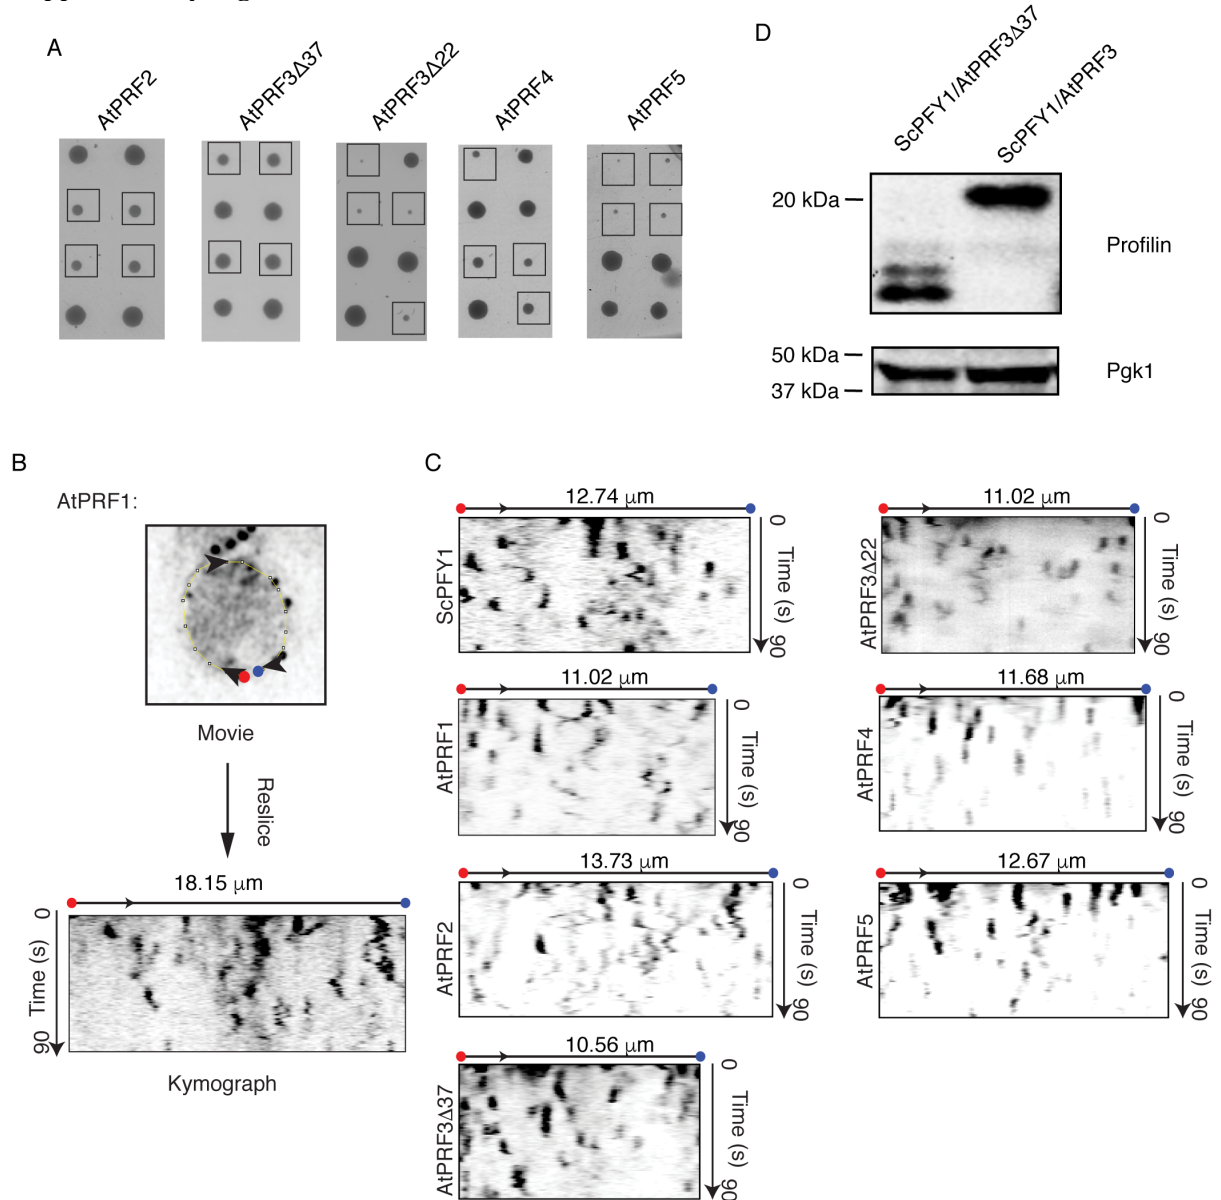 A
AtPRF2
AtPRF3Δ37
AtPRF3Δ22
AtPRF4
AtPRF5
D
ScPFY1/AtPRF3Δ37
ScPFY1/AtPRF3
20 kDa
Profilin
50 kDa
37 kDa
Pgk1
B
AtPRF1:
Movie
Reslice
18.15 μm
0
Time (s)
90
Kymograph
C
12.74 μm
ScPFY1
0
Time (s)
90
11.02 μm
AtPRF3Δ22
0
Time (s)
90
11.02 μm
AtPRF1
0
Time (s)
90
11.68 μm
AtPRF4
0
Time (s)
90
13.73 μm
AtPRF2
0
Time (s)
90
12.67 μm
AtPRF5
0
Time (s)
90
10.56 μm
AtPRF3Δ37
0
Time (s)
90